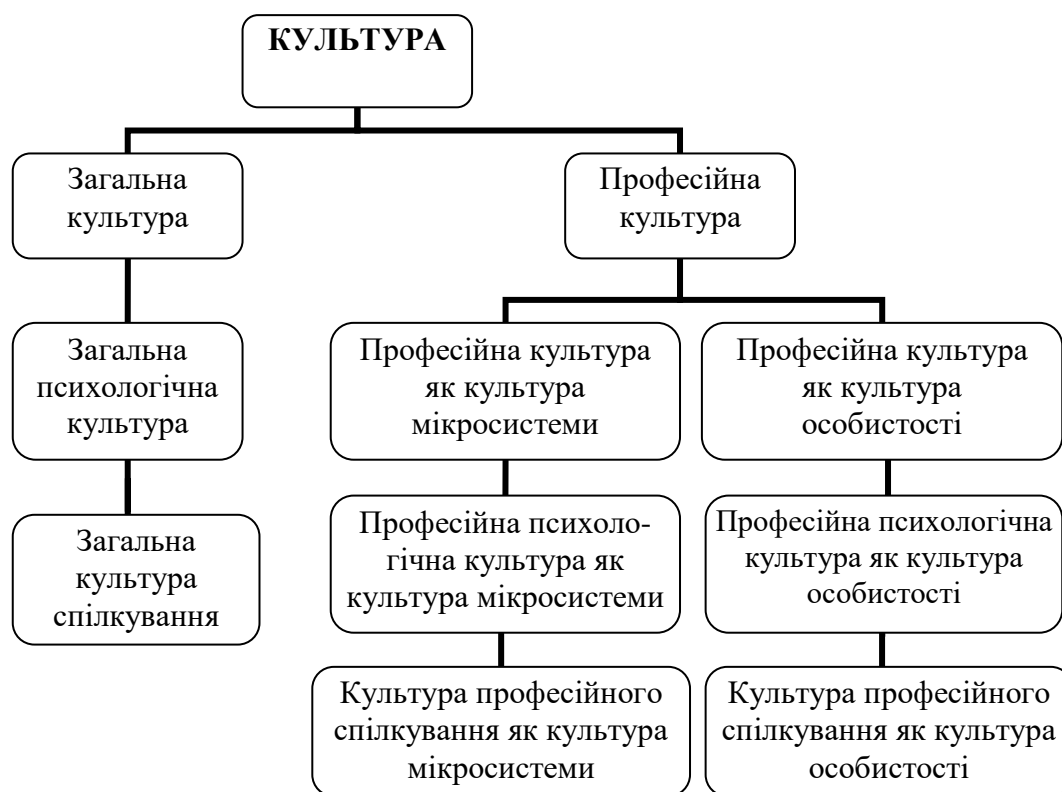 КУЛЬТУРА
Загальна
культура
Професійна
культура
Загальна
психологічна
культура
Професійна культура
як культура
мікросистеми
Професійна культура
як культура
особистості
Загальна
культура
спілкування
Професійна психоло-
гічна культура як
культура мікросистеми
Професійна психологічна
культура як культура
особистості
Культура професійного
спілкування як культура
мікросистеми
Культура професійного
спілкування як культура
особистості